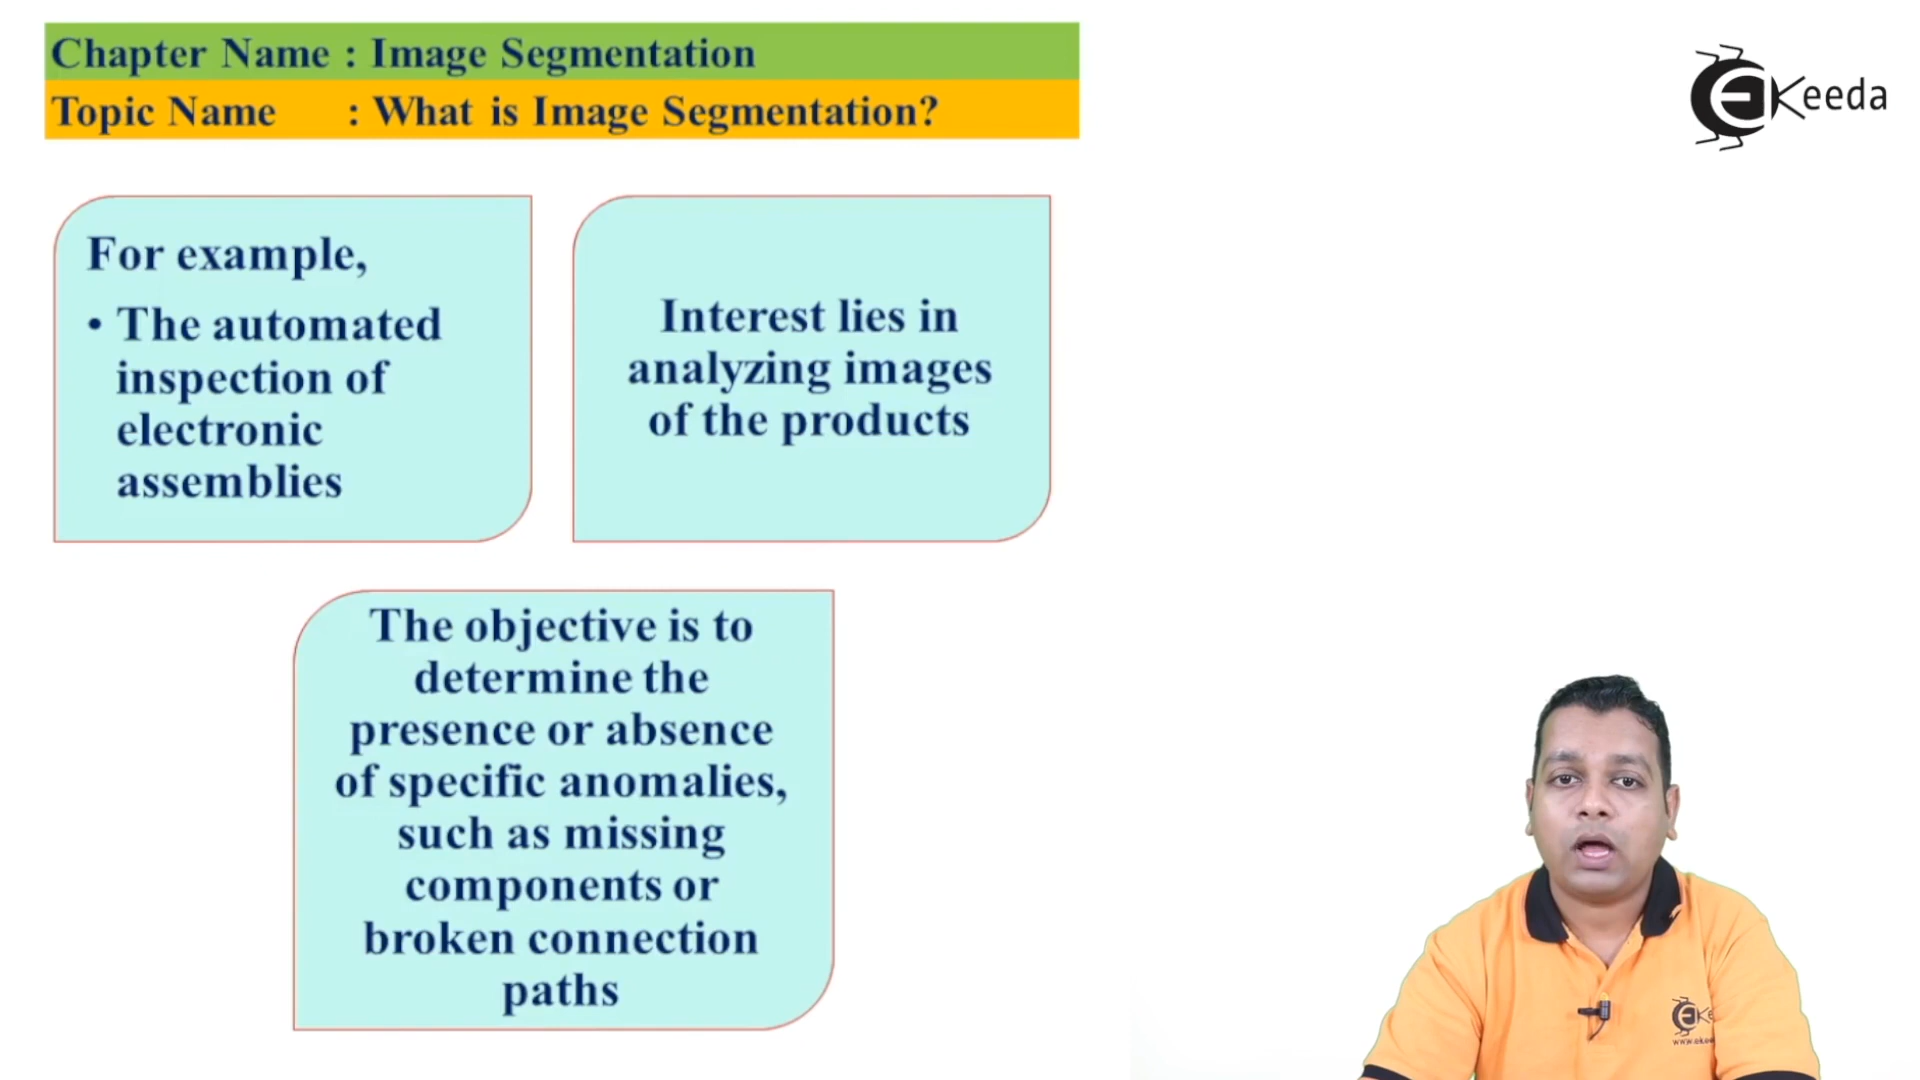 Chapter Name : Image Segmentation
Topic Name : What is Image Segmentation?
EKeeda
For example,
• The automated
inspection of
electronic
assemblies
Interest lies in
analyzing images
of the products
The objective is to
determine the
presence or absence
of specific anomalies,
such as missing
components or
broken connection
paths